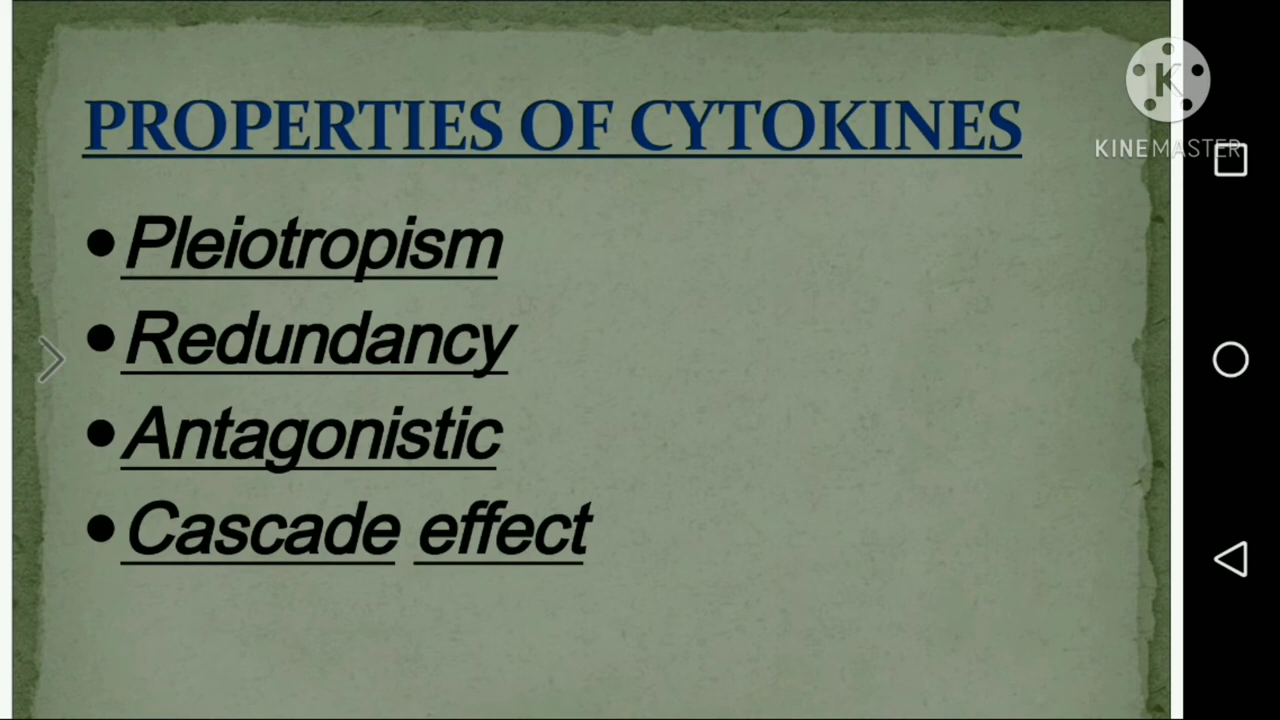 PROPERTIES OF CYTOKINES
KINEMASTER
• Pleiotropism
• Redundancy
• Antagonistic
• Cascade effect